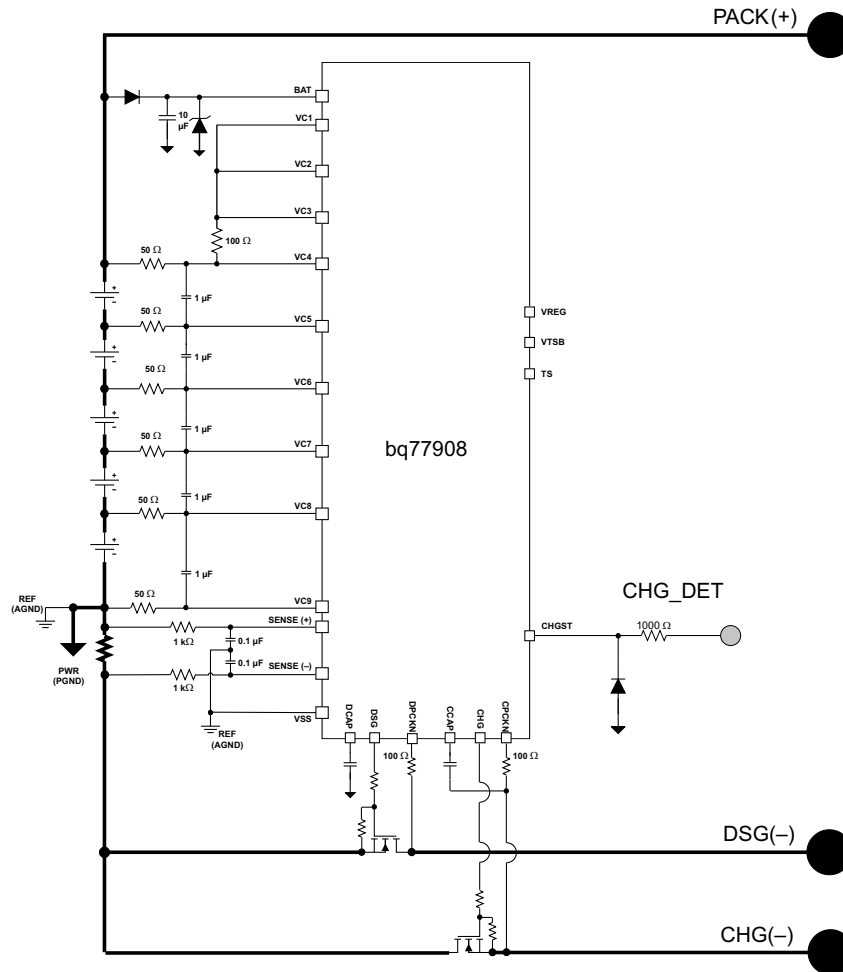 PACK(+)
BAT
10
µF
VC1
VC2
VC3
100 Ω
50 Ω
VC4
+
-
1 µF
50 Ω
VC5
+
-
1 µF
50 Ω
VC6
+
-
1 µF
50 Ω
VC7
+
-
1 µF
50 Ω
VC8
+
-
1 µF
50 Ω
VC9
VREG
VTSB
TS
bq77908
REF
(AGND)
PWR
(PGND)
SENSE (+)
1 kΩ
0.1 µF
0.1 µF
SENSE (–)
1 kΩ
VSS
REF
(AGND)
CHG_DET
CHGST
1000 Ω
DCAP
DSG
DPCKN
CCAP
CHG
CPCKN
100 Ω
100 Ω
DSG(–)
CHG(–)